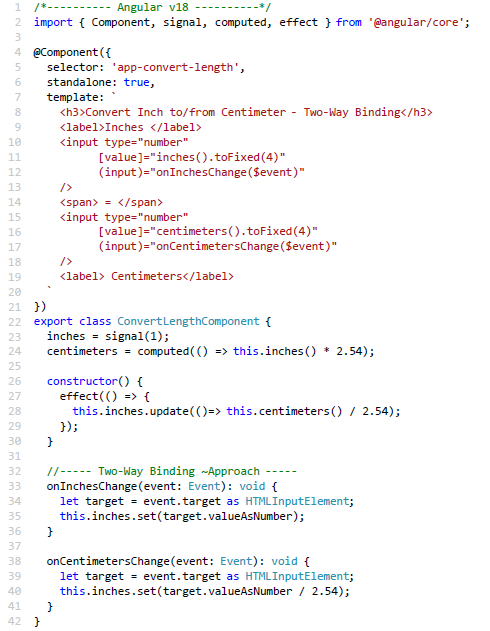 1 /*---------- Angular v18 ----------*/
2 import { Component, signal, computed, effect } from '@angular/core';
3
4 @Component({
5   selector: 'app-convert-length',
6   standalone: true,
7   template: `
8     <h3>Convert Inch to/from Centimeter - Two-Way Binding</h3>
9     <label>Inches </label>
10     <input type="number"
11           [value]="inches().toFixed(4)"
12           (input)="onInchesChange($event)"
13     />
14     <span> = </span>
15     <input type="number"
16           [value]="centimeters().toFixed(4)"
17           (input)="onCentimetersChange($event)"
18     />
19     <label> Centimeters</label>
20   `
21 })
22 export class ConvertLengthComponent {
23   inches = signal(1);
24   centimeters = computed(() => this.inches() * 2.54);
25
26   constructor() {
27     effect(() => {
28       this.inches.update(()=> this.centimeters() / 2.54);
29     });
30   }
31
32   //----- Two-Way Binding ~Approach -----
33   onInchesChange(event: Event): void {
34     let target = event.target as HTMLInputElement;
35     this.inches.set(target.valueAsNumber);
36   }
37
38   onCentimetersChange(event: Event): void {
39     let target = event.target as HTMLInputElement;
40     this.inches.set(target.valueAsNumber / 2.54);
41   }
42 }